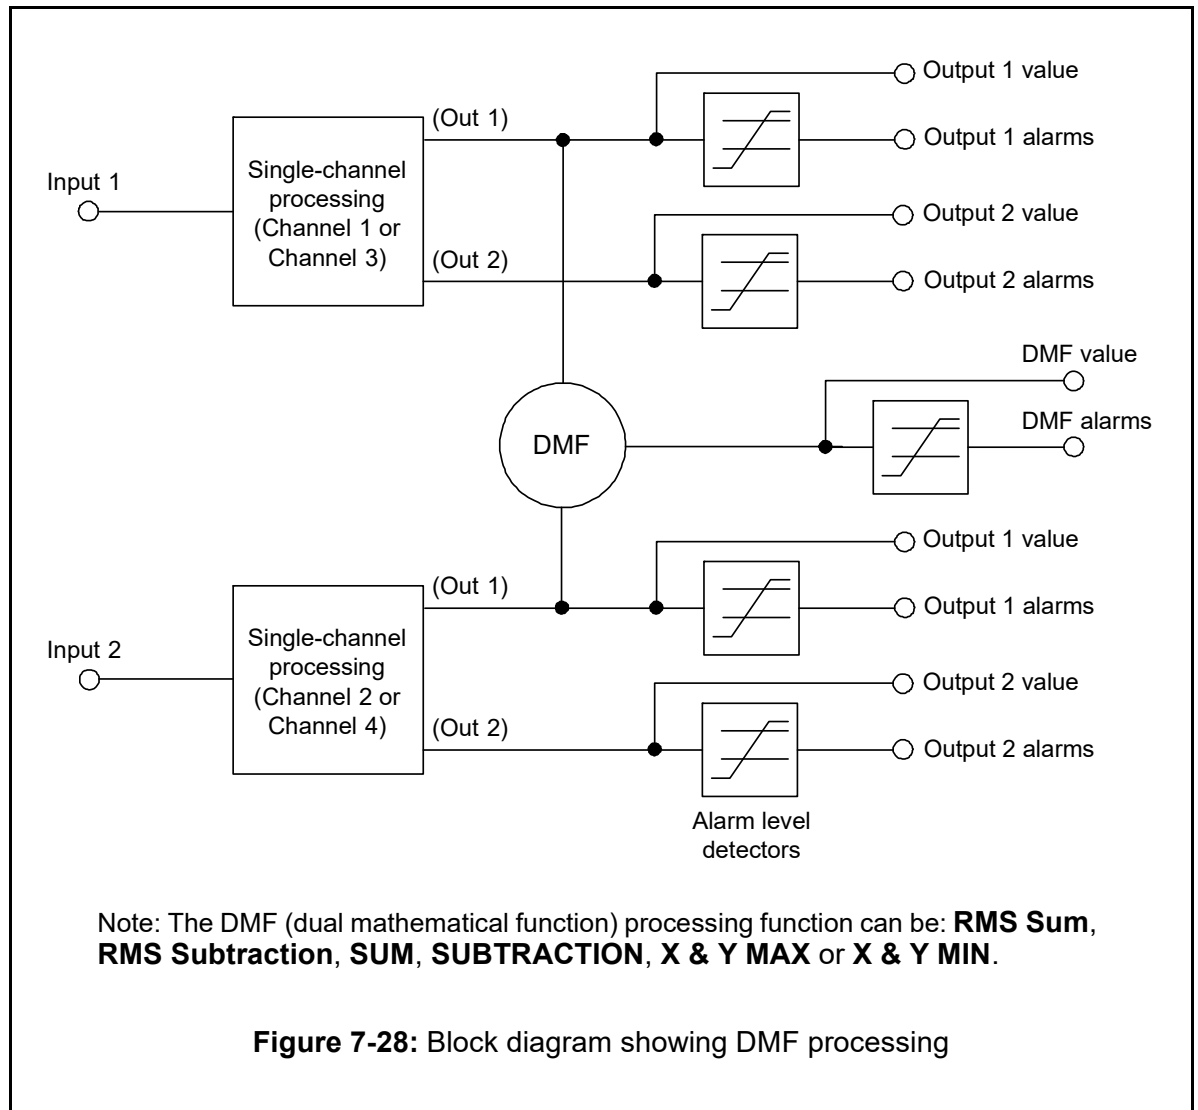 Output 1 value
(Out 1)
Output 1 alarms
Single-channel
processing
(Channel 1 or
Channel 3)
Input 1
Output 2 value
(Out 2)
Output 2 alarms
DMF value
DMF alarms
DMF
Output 1 value
(Out 1)
Output 1 alarms
Single-channel
processing
(Channel 2 or
Channel 4)
Input 2
Output 2 value
(Out 2)
Output 2 alarms
Alarm level
detectors
Note: The DMF (dual mathematical function) processing function can be: RMS Sum,
RMS Subtraction, SUM, SUBTRACTION, X & Y MAX or X & Y MIN.
Figure 7-28: Block diagram showing DMF processing